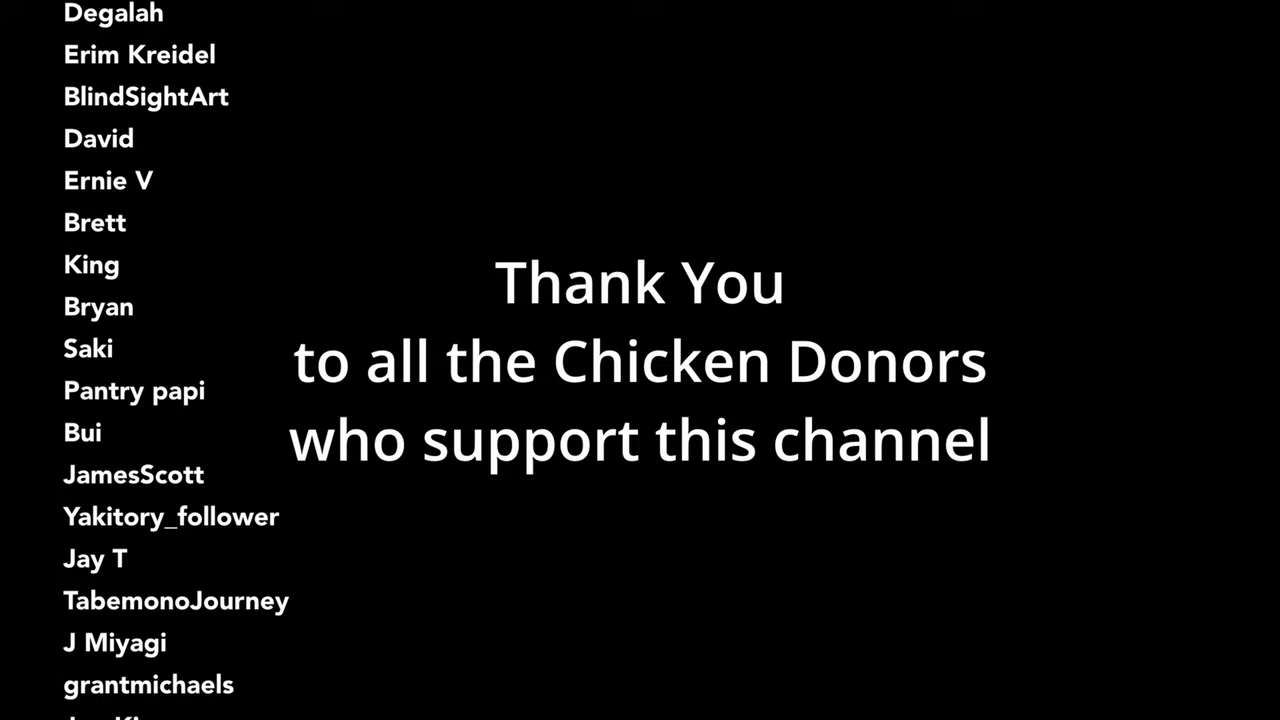 Degalah
Erim Kreidel
BlindSightArt
David
Ernie V
Brett
King
Bryan
Saki
Pantry papi
Bui
JamesScott
Yakitory_follower
Jay T
TabemonoJourney
J Miyagi
grantmichaels
Thank You
to all the Chicken Donors
who support this channel